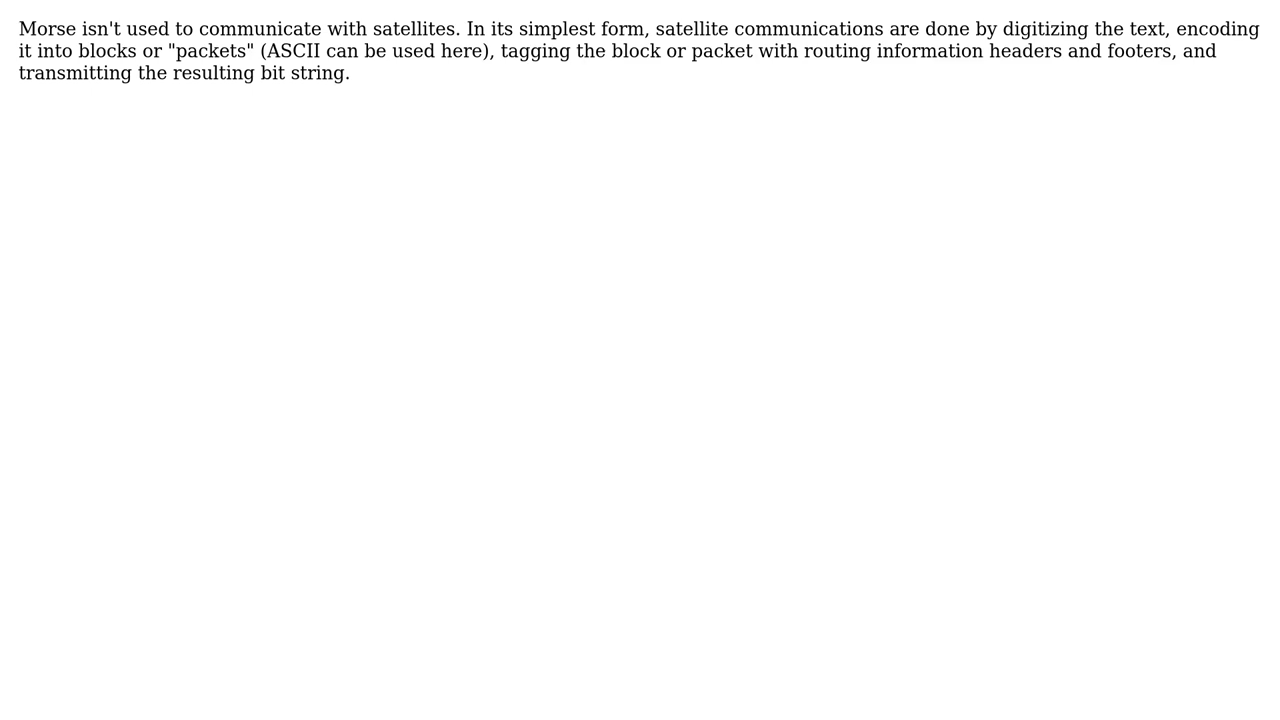 Morse isn't used to communicate with satellites. In its simplest form, satellite communications are done by digitizing the text, encoding
it into blocks or "packets" (ASCII can be used here), tagging the block or packet with routing information headers and footers, and
transmitting the resulting bit string.